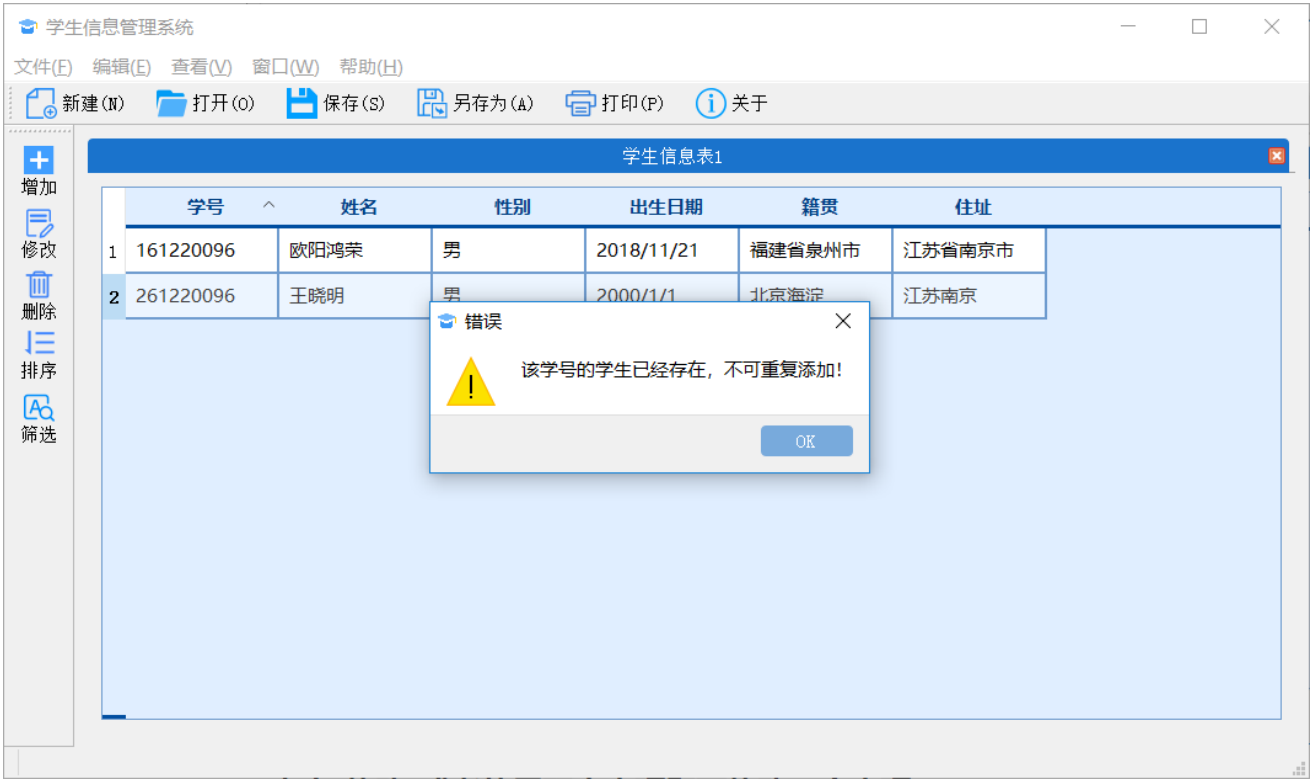 学生信息管理系统
文件(F) 编辑(E) 查看(V) 窗口(W) 帮助(H)
新建(N) 打开(O) 保存(S) 另存为(A) 打印(P) 关于
学生信息表1
增加
修改
删除
排序
筛选
学号 姓名 性别 出生日期 籍贯 住址
1 161220096 欧阳鸿荣 男 2018/11/21 福建省泉州市 江苏省南京市
2 261220096 王晓明 男 2000/1/1 北京海淀 江苏南京
错误
该学号的学生已经存在，不可重复添加！
OK